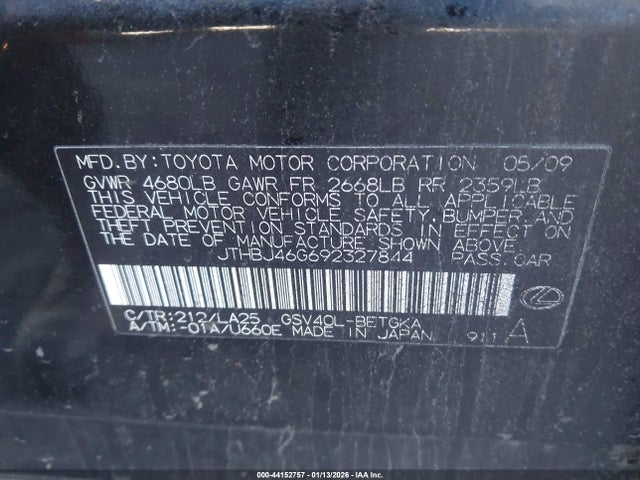 MFD.BY:TOYOTA MOTOR CORPORATION 05/09
GVWR 4680LB GAWR FR 2668LB RR 2359LB
THIS VEHICLE CONFORMS TO ALL APPLICABLE
FEDERAL MOTOR VEHICLE SAFETY, BUMPER, AND
THEFT PREVENTION STANDARDS IN EFFECT ON
THE DATE OF MANUFACTURE SHOWN ABOVE.
JTHBJ46G692327844 PASS.CAR
C/TR:212/LA25 GSV40L-BETGKA
A/TM:-01A/U660E MADE IN JAPAN 911 A
000-44152757 - 01/13/2026 - IAA Inc.